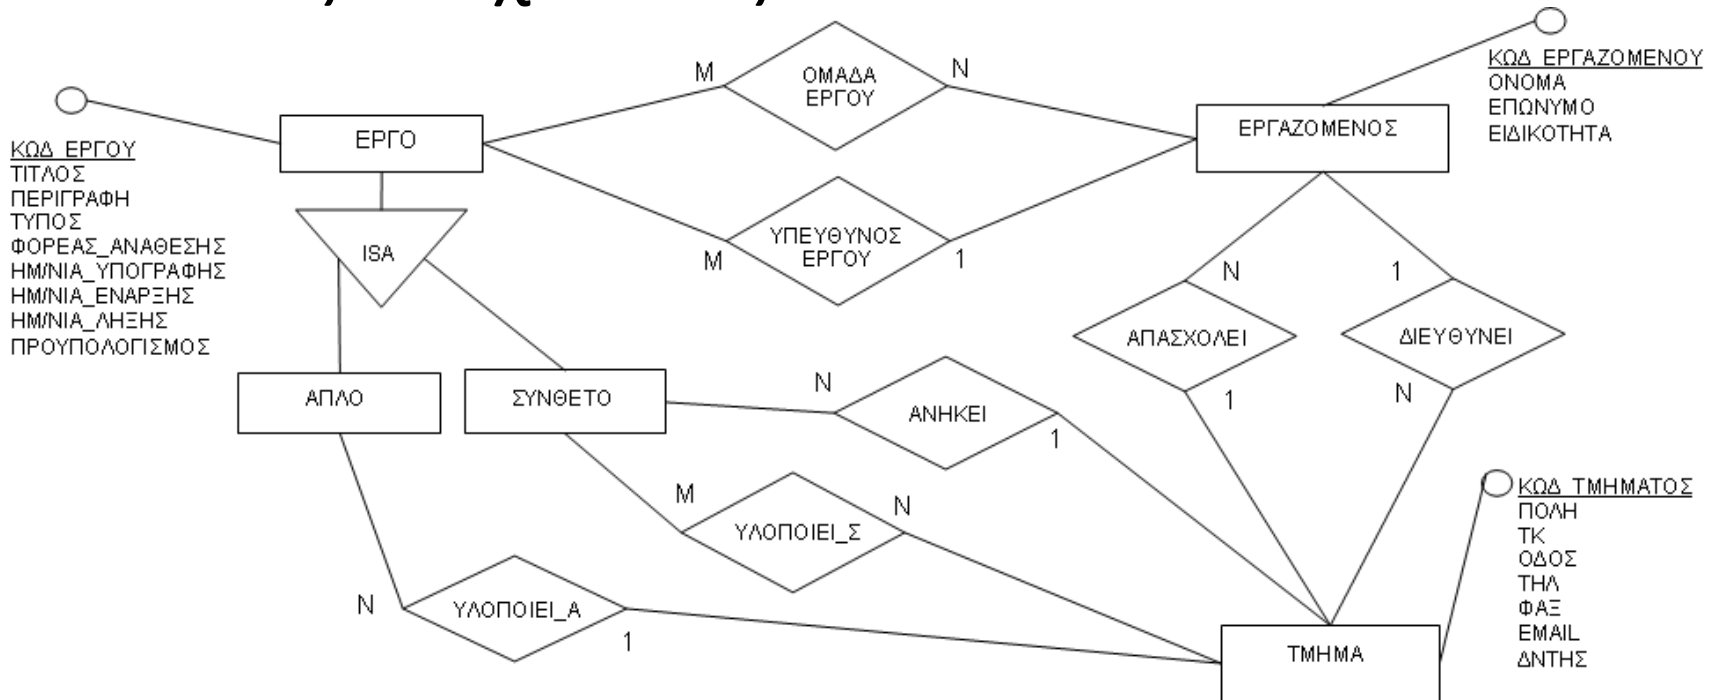 M
ΟΜΑΔΑ
ΕΡΓΟΥ
N
ΚΩΔ_ΕΡΓΑΖΟΜΕΝΟΥ
ΟΝΟΜΑ
ΕΠΩΝΥΜΟ
ΕΙΔΙΚΟΤΗΤΑ
ΕΡΓΟ
ΕΡΓΑΖΟΜΕΝΟΣ
ΚΩΔ_ΕΡΓΟΥ
ΤΙΤΛΟΣ
ΠΕΡΙΓΡΑΦΗ
ΤΥΠΟΣ
ΦΟΡΕΑΣ_ΑΝΑΘΕΣΗΣ
ΗΜ/ΝΙΑ_ΥΠΟΓΡΑΦΗΣ
ΗΜ/ΝΙΑ_ΕΝΑΡΞΗΣ
ΗΜ/ΝΙΑ_ΛΗΞΗΣ
ΠΡΟΥΠΟΛΟΓΙΣΜΟΣ
ISA
M
ΥΠΕΥΘΥΝΟΣ
ΕΡΓΟΥ
1
N
1
ΑΠΑΣΧΟΛΕΙ
ΔΙΕΥΘΥΝΕΙ
1
N
ΑΠΛΟ
ΣΥΝΘΕΤΟ
N
ΑΝΗΚΕΙ
1
M
ΥΛΟΠΟΙΕΙ_Σ
N
ΚΩΔ_ΤΜΗΜΑΤΟΣ
ΠΟΛΗ
ΤΚ
ΟΔΟΣ
ΤΗΛ
ΦΑΞ
EMAIL
ΔΝΤΗΣ
N
ΥΛΟΠΟΙΕΙ_Α
1
ΤΜΗΜΑ